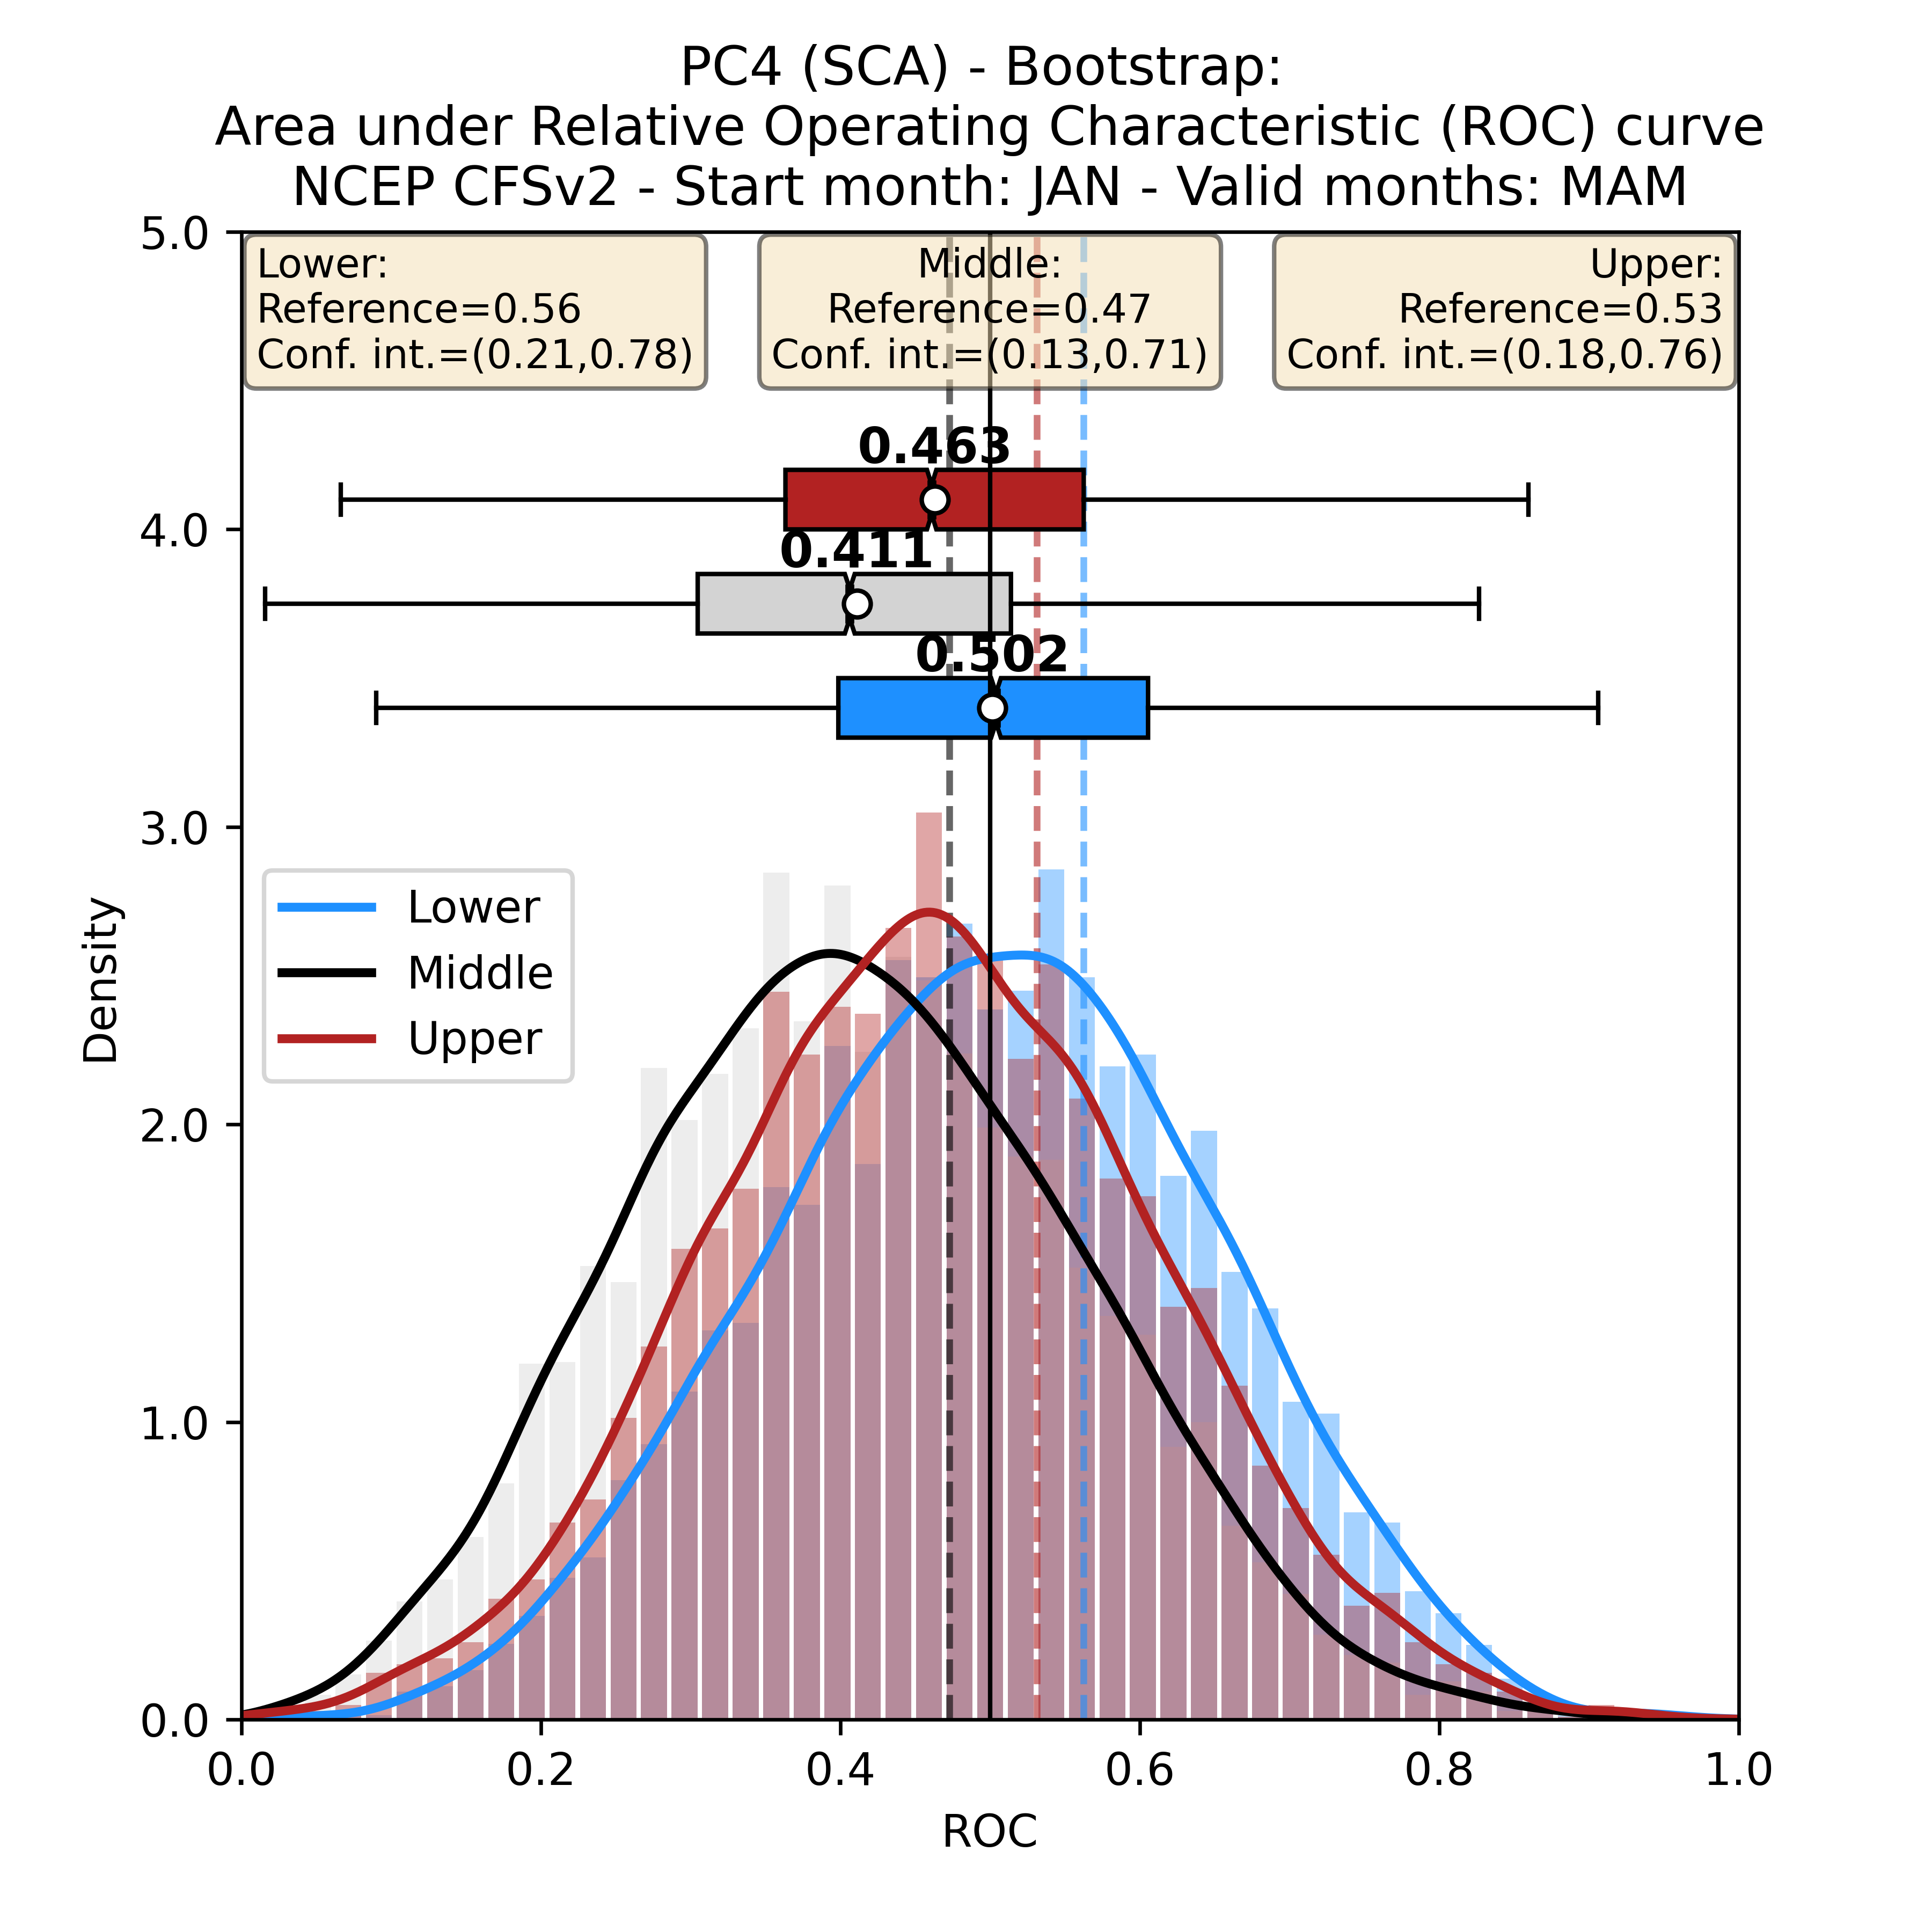 PC4 (SCA) - Bootstrap:
Area under Relative Operating Characteristic (ROC) curve
NCEP CFSv2 - Start month: JAN - Valid months: MAM
Lower:
Reference=0.56
Conf. int.=(0.21,0.78)
Middle:
Reference=0.47
Conf. int.=(0.13,0.71)
Upper:
Reference=0.53
Conf. int.=(0.18,0.76)
0.463
0.411
0.502
Lower
Middle
Upper
Density
5.0
4.0
3.0
2.0
1.0
0.0
0.0
0.2
0.4
0.6
0.8
1.0
ROC